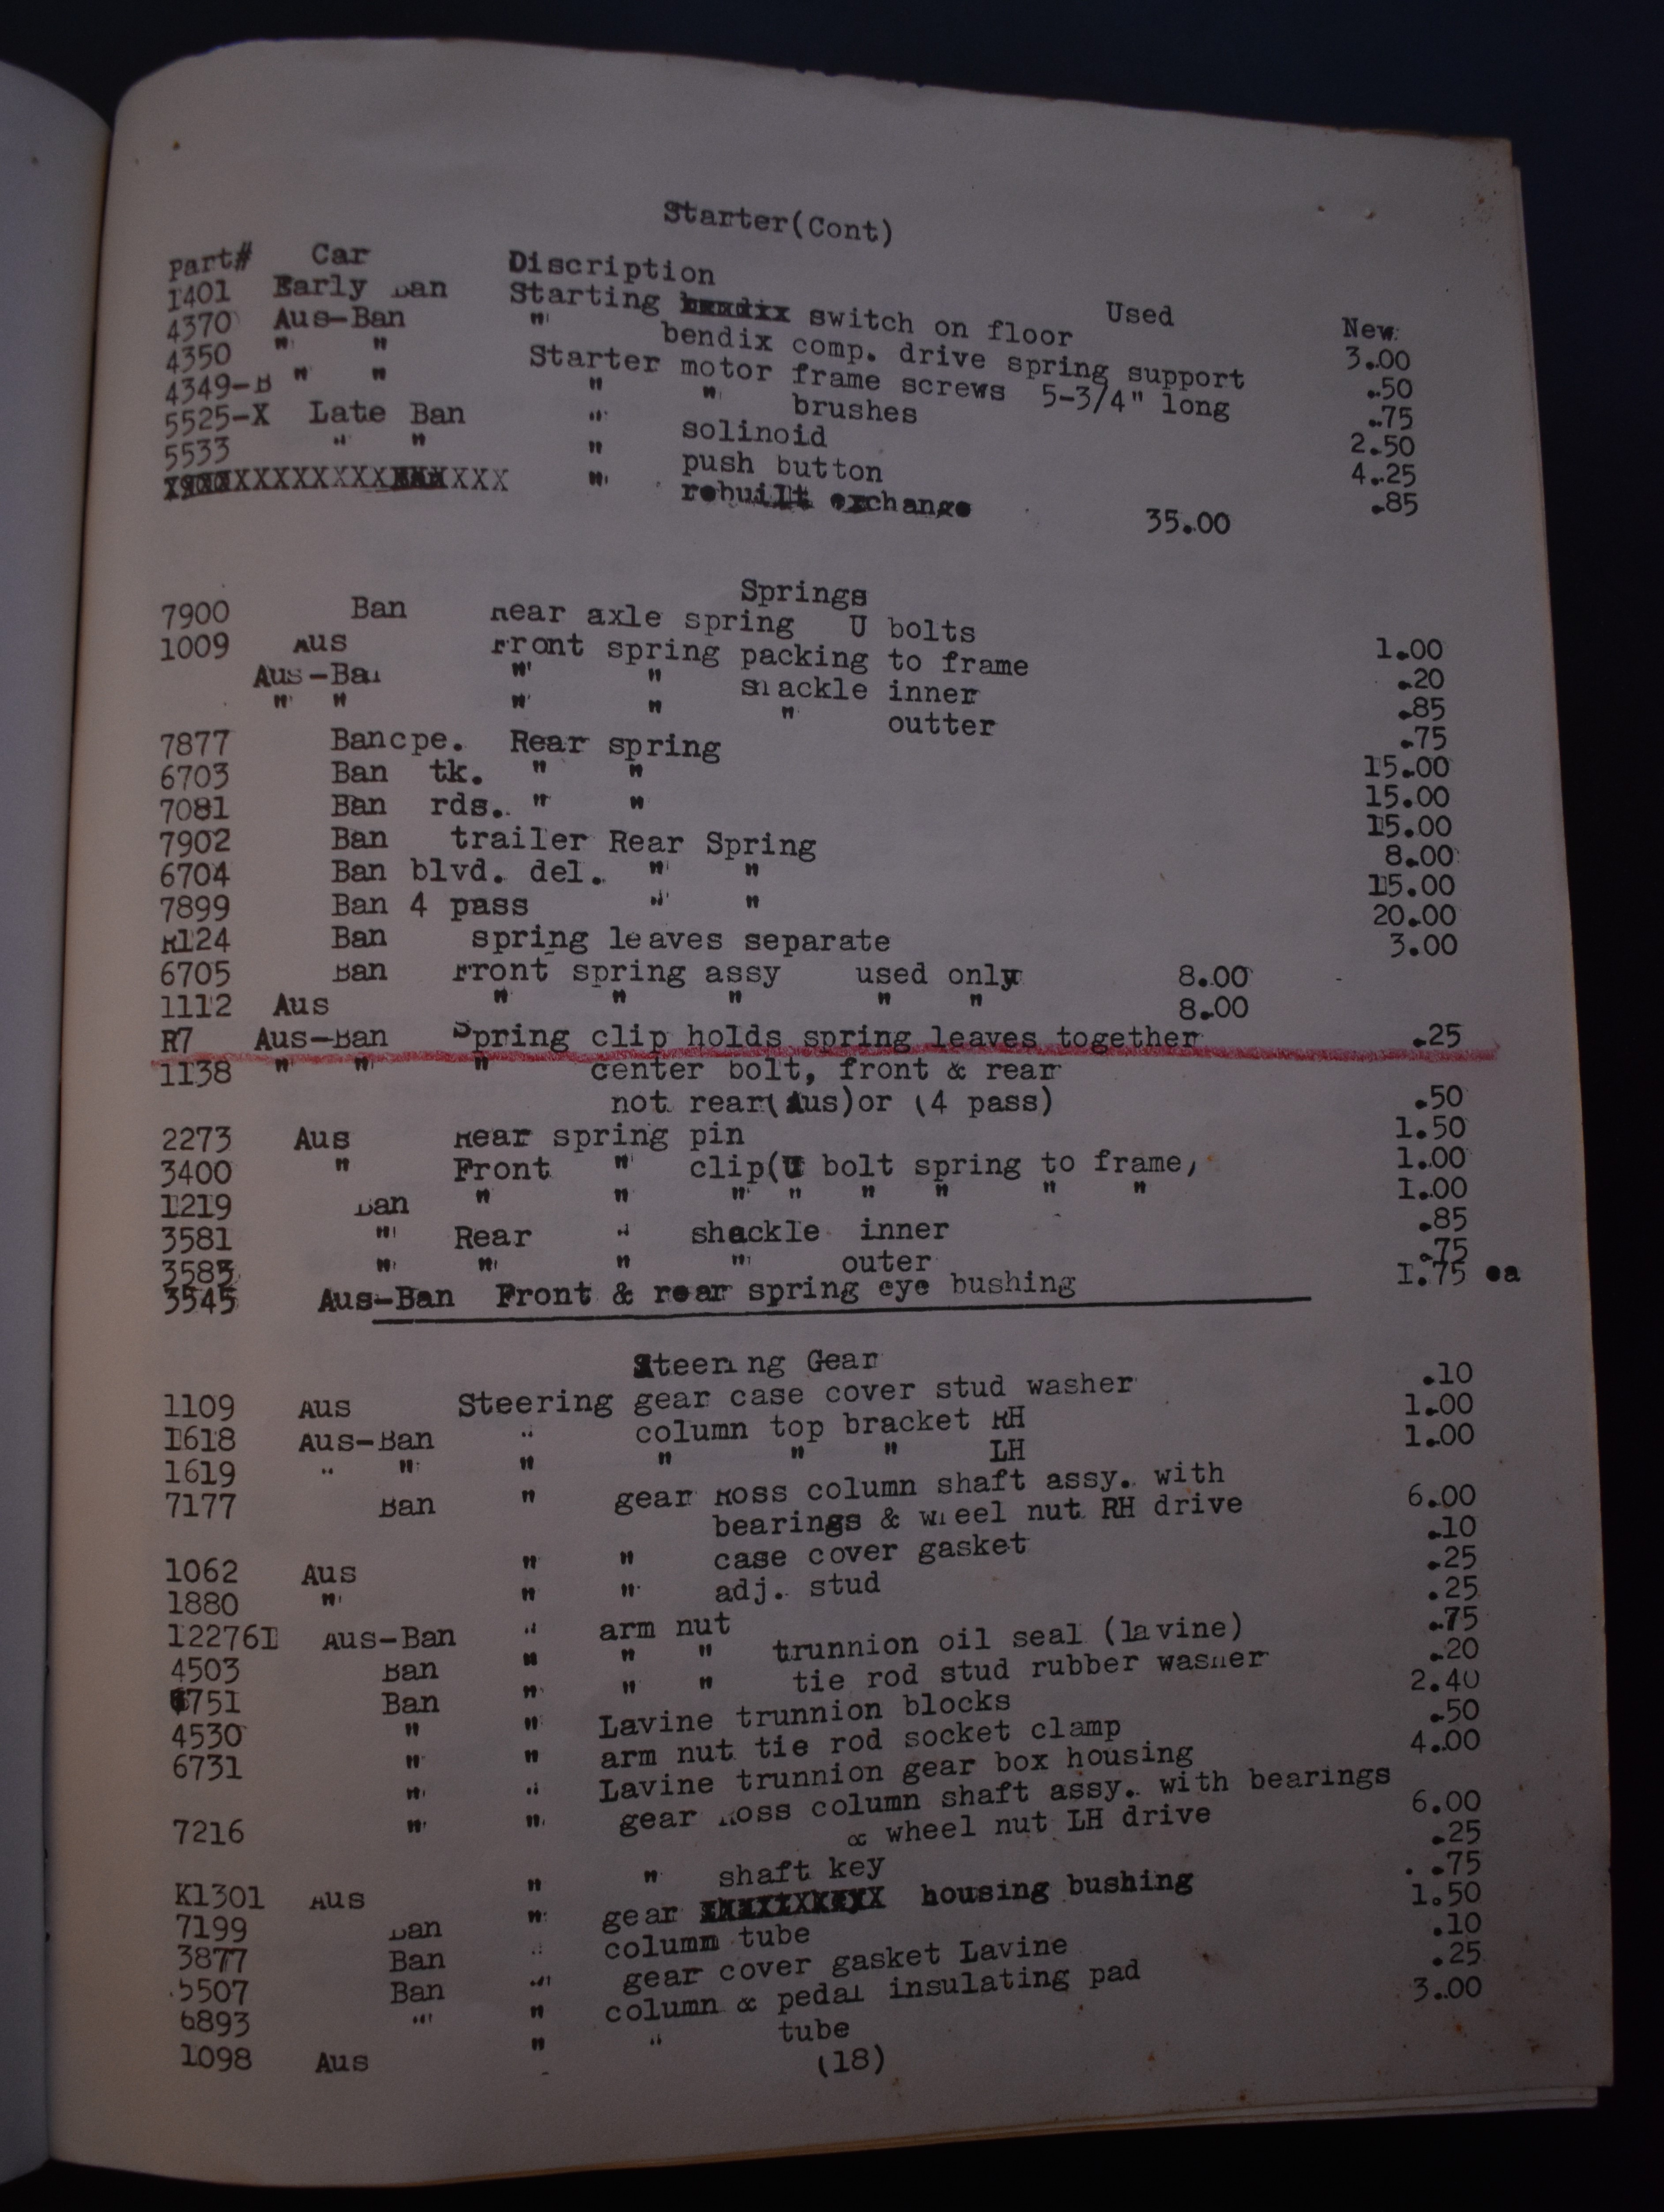 Starter(Cont)
Part# Car Discription Used New
1401 Early Ban Starting switch on floor 3.00
4370 Aus-Ban " bendix comp. drive spring support .50
4350 " " Starter motor frame screws 5-3/4" long .75
4349-B " " " " brushes 2.50
5525-X Late Ban " solinoid 4.25
5533 " " " push button .85
" rebuilt exchange 35.00
Springs
7900 Ban Rear axle spring U bolts 1.00
1009 Aus Front spring packing to frame .20
Aus-Ban " " shackle inner .85
" " " " " outter .75
7877 Bancpe. Rear spring 15.00
6703 Ban tk. " " 15.00
7081 Ban rds. " " 15.00
7902 Ban trailer Rear Spring 8.00
6704 Ban blvd. del. " " 15.00
7899 Ban 4 pass " " 20.00
R124 Ban spring leaves separate 3.00
6705 Ban Front spring assy used only 8.00
1112 Aus " " " " " 8.00
R7 Aus-Ban Spring clip holds spring leaves together .25
1138 " " " center bolt, front & rear
not rear(Aus)or (4 pass) .50
2273 Aus Rear spring pin 1.50
3400 " Front " clip(U bolt spring to frame, 1.00
1219 Ban " " " " " " " " 1.00
3581 " Rear " shackle inner .85
3583 " " " " outer .75
3545 Aus-Ban Front & rear spring eye bushing 1.75 ea
Steering Gear
1109 Aus Steering gear case cover stud washer .10
1618 Aus-Ban " column top bracket RH 1.00
1619 " " " " " " LH 1.00
7177 Ban " gear Ross column shaft assy. with
bearings & wheel nut RH drive 6.00
1062 Aus " " case cover gasket .10
1880 " " " adj. stud .25
122761 Aus-Ban " arm nut .25
4503 Ban " " " trunnion oil seal (lavine) .75
751 Ban " " " tie rod stud rubber washer .20
4530 " " Lavine trunnion blocks 2.40
6731 " " arm nut tie rod socket clamp .50
" " Lavine trunnion gear box housing 4.00
7216 " " gear Ross column shaft assy. with bearings
& wheel nut LH drive 6.00
K1301 Aus " " shaft key .25
7199 Ban " gear housing bushing .75
3877 Ban " column tube 1.50
5507 Ban " gear cover gasket Lavine .10
6893 " " column & pedal insulating pad .25
1098 Aus " " tube 3.00
(18)